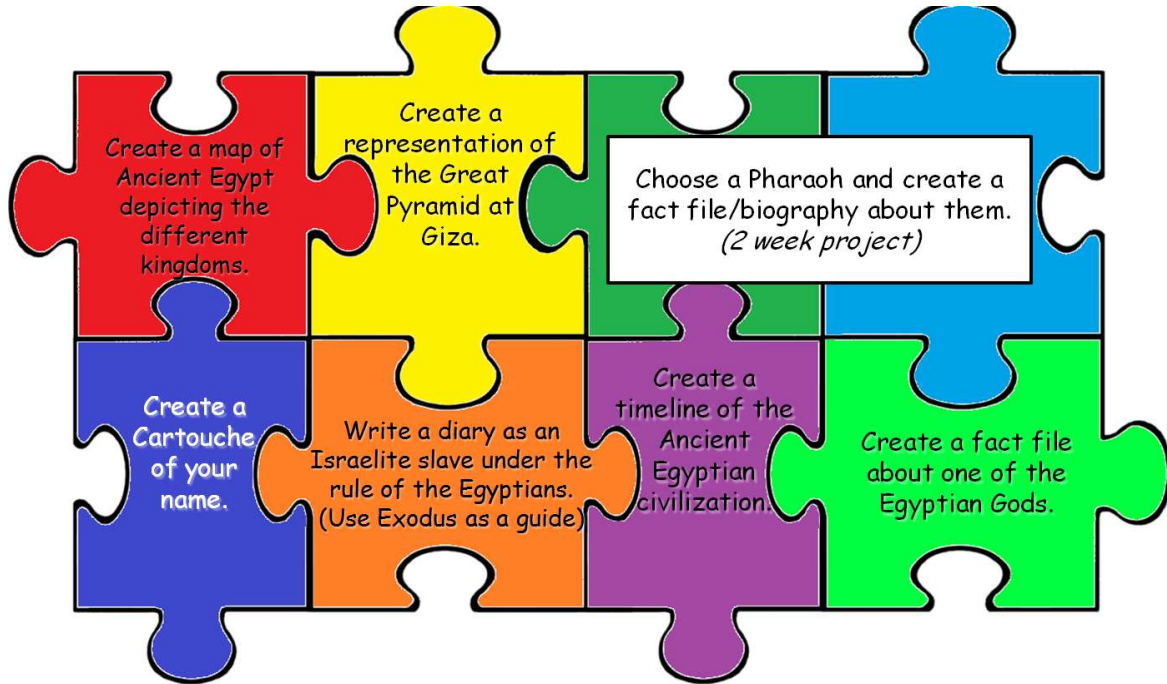 Create a map of
Ancient Egypt
depicting the
different
kingdoms.
Create a
representation of
the Great
Pyramid at
Giza.
Choose a Pharaoh and create a
fact file/biography about them.
(2 week project)
Create a
Cartouche
of your
name.
Write a diary as an
Israelite slave under the
rule of the Egyptians.
(Use Exodus as a guide)
Create a
timeline of the
Ancient
Egyptian
civilization.
Create a fact file
about one of the
Egyptian Gods.